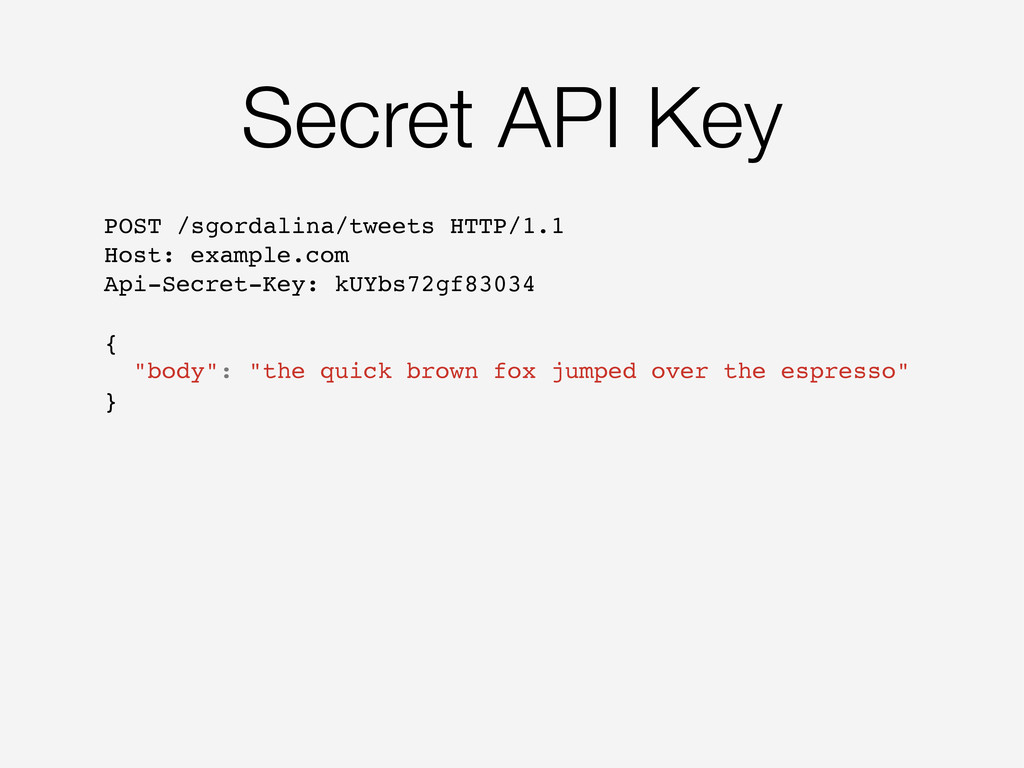 Secret API Key
POST /sgordalina/tweets HTTP/1.1
Host: example.com
Api-Secret-Key: kUYbs72gf83034
{
"body": "the quick brown fox jumped over the espresso"
}